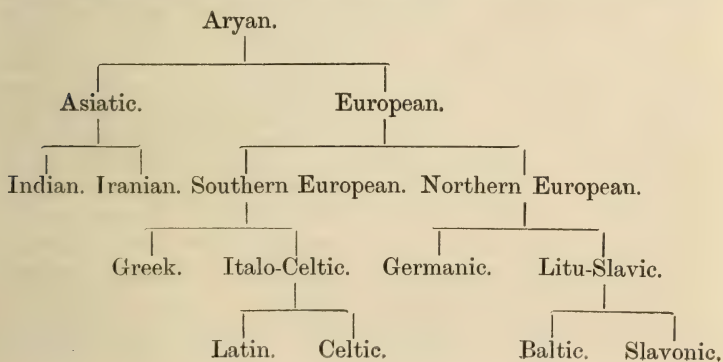 Aryan.
Asiatic. European.
Indian. Iranian. Southern European. Northern European.
Greek. Italo-Celtic. Germanic. Litu-Slavic.
Latin. Celtic. Baltic. Slavonic.